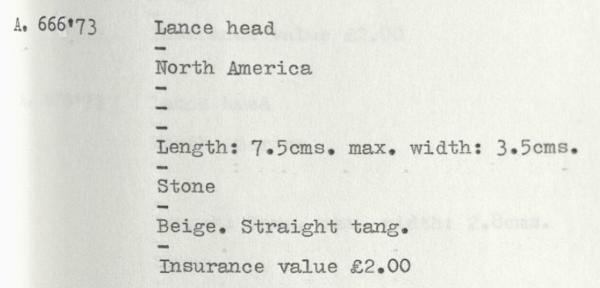 A. 666'73 Lance head
-
North America
-
-
-
Length: 7.5cms. max. width: 3.5cms.
-
Stone
-
Beige. Straight tang.
-
Insurance value £2.00